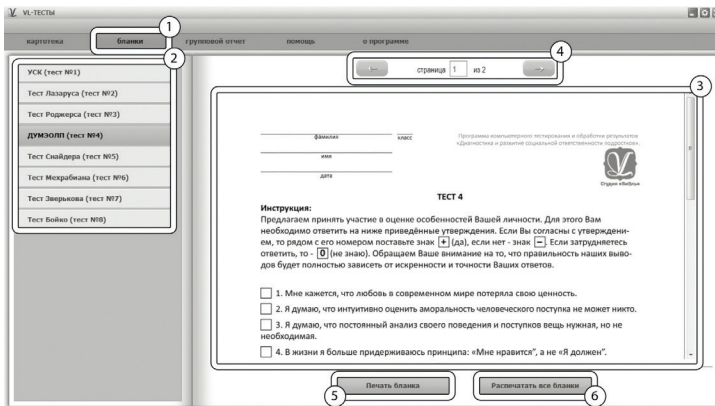 VL-ТЕСТЫ
1
картотека бланки групповой отчет помощь о программе
2
4
УСК (тест №1)
Тест Лазаруса (тест №2)
Тест Роджерса (тест №3)
ДУМЭОЛП (тест №4)
Тест Снайдера (тест №5)
Тест Мехрабиана (тест №6)
Тест Зверькова (тест №7)
Тест Бойко (тест №8)
страница 1 из 2
3
фамилия класс
имя
дата
Программа компьютерного тестирования и обработки результатов
«Диагностика и развитие социальной ответственности подростков».
Студия «ВиЭль»
ТЕСТ 4
Инструкция:
Предлагаем принять участие в оценке особенностей Вашей личности. Для этого Вам
необходимо ответить на ниже приведённые утверждения. Если Вы согласны с утверждени-
ем, то рядом с его номером поставьте знак + (да), если нет - знак −. Если затрудняетесь
ответить, то - 0 (не знаю). Обращаем Ваше внимание на то, что правильность наших выво-
дов будет полностью зависеть от искренности и точности Ваших ответов.
1. Мне кажется, что любовь в современном мире потеряла свою ценность.
2. Я думаю, что интуитивно оценить аморальность человеческого поступка не может никто.
3. Я думаю, что постоянный анализ своего поведения и поступков вещь нужная, но не
необходимая.
4. В жизни я больше придерживаюсь принципа: «Мне нравится", а не «Я должен".
Печать бланка Распечатать все бланки
5 6